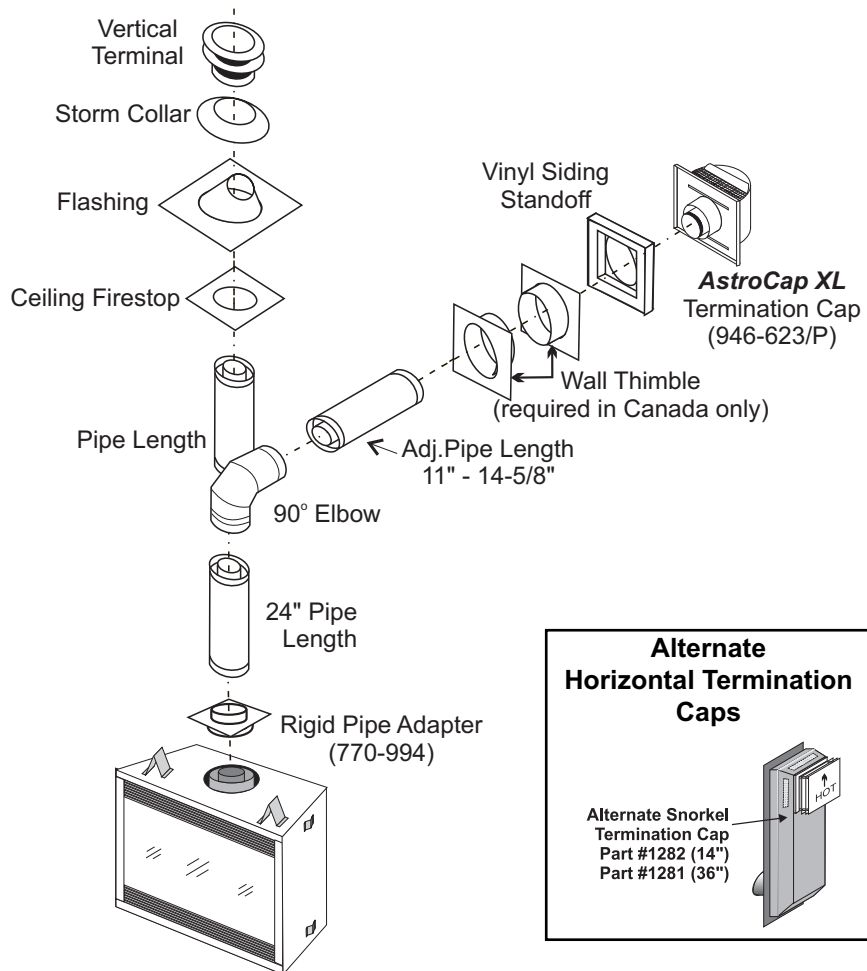 Vertical
Terminal
Storm Collar
Flashing
Ceiling Firestop
Pipe Length
Vinyl Siding
Standoff
AstroCap XL
Termination Cap
(946-623/P)
Wall Thimble
(required in Canada only)
Adj.Pipe Length
11" - 14-5/8"
90° Elbow
24" Pipe
Length
Rigid Pipe Adapter
(770-994)
Alternate
Horizontal Termination
Caps
HOT
Alternate Snorkel
Termination Cap
Part #1282 (14")
Part #1281 (36")